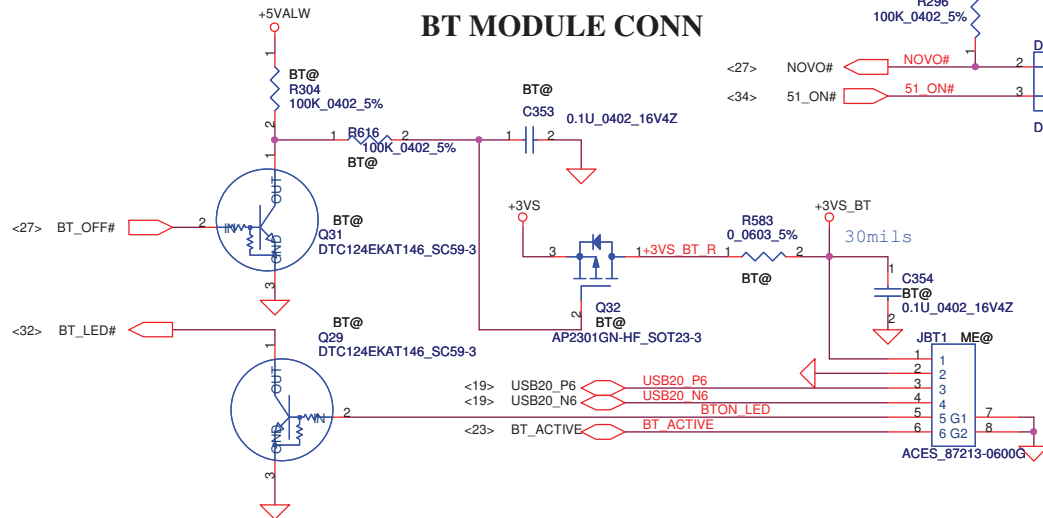 BT MODULE CONN
+5VALW
1
BT@
R304
100K_0402_5%
2
1 R616 2
100K_0402_5%
BT@
BT@
1 C353 2
0.1U_0402_16V4Z
R296
100K_0402_5%
1
<27> NOVO# NOVO# 2
<34> 51_ON# 51_ON# 3
D
D
1
OUT
<27> BT_OFF# 2 IN
GND
3
BT@
Q31
DTC124EKAT146_SC59-3
+3VS
3
1 +3VS_BT_R
2
Q32
BT@
AP2301GN-HF_SOT23-3
R583
0_0603_5%
1 2
BT@
+3VS_BT
30mils
1
C354
BT@
0.1U_0402_16V4Z
2
<32> BT_LED#
BT@
Q29
DTC124EKAT146_SC59-3
1
OUT
IN 2
GND
3
JBT1 ME@
1 1
2 2
<19> USB20_P6 USB20_P6 3 3
<19> USB20_N6 USB20_N6 4 4
BTON_LED 5 5 G1 7
<23> BT_ACTIVE BT_ACTIVE 6 6 G2 8
ACES_87213-0600G